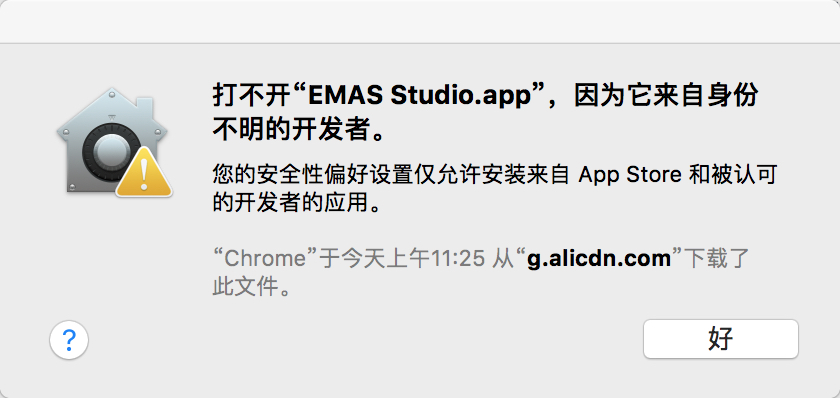 打不开“EMAS Studio.app”，因为它来自身份
不明的开发者。
您的安全性偏好设置仅允许安装来自 App Store 和被认可
的开发者的应用。
“Chrome”于今天上午11:25 从“g.alicdn.com”下载了
此文件。
?
好